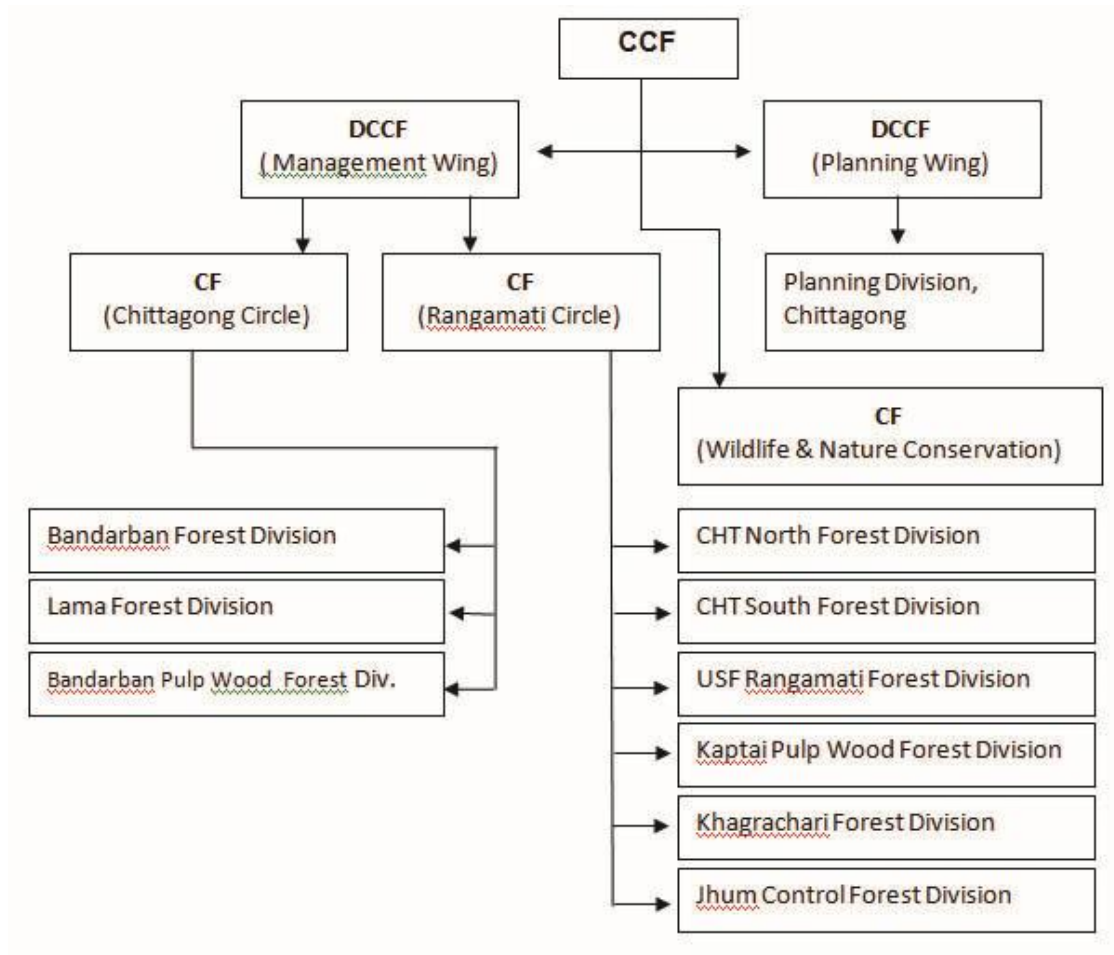 CCF
DCCF
( Management Wing)
DCCF
(Planning Wing)
CF
(Chittagong Circle)
CF
(Rangamati Circle)
Planning Division,
Chittagong
CF
(Wildlife & Nature Conservation)
Bandarban Forest Division
Lama Forest Division
Bandarban Pulp Wood Forest Div.
CHT North Forest Division
CHT South Forest Division
USF Rangamati Forest Division
Kaptai Pulp Wood Forest Division
Khagrachari Forest Division
Jhum Control Forest Division